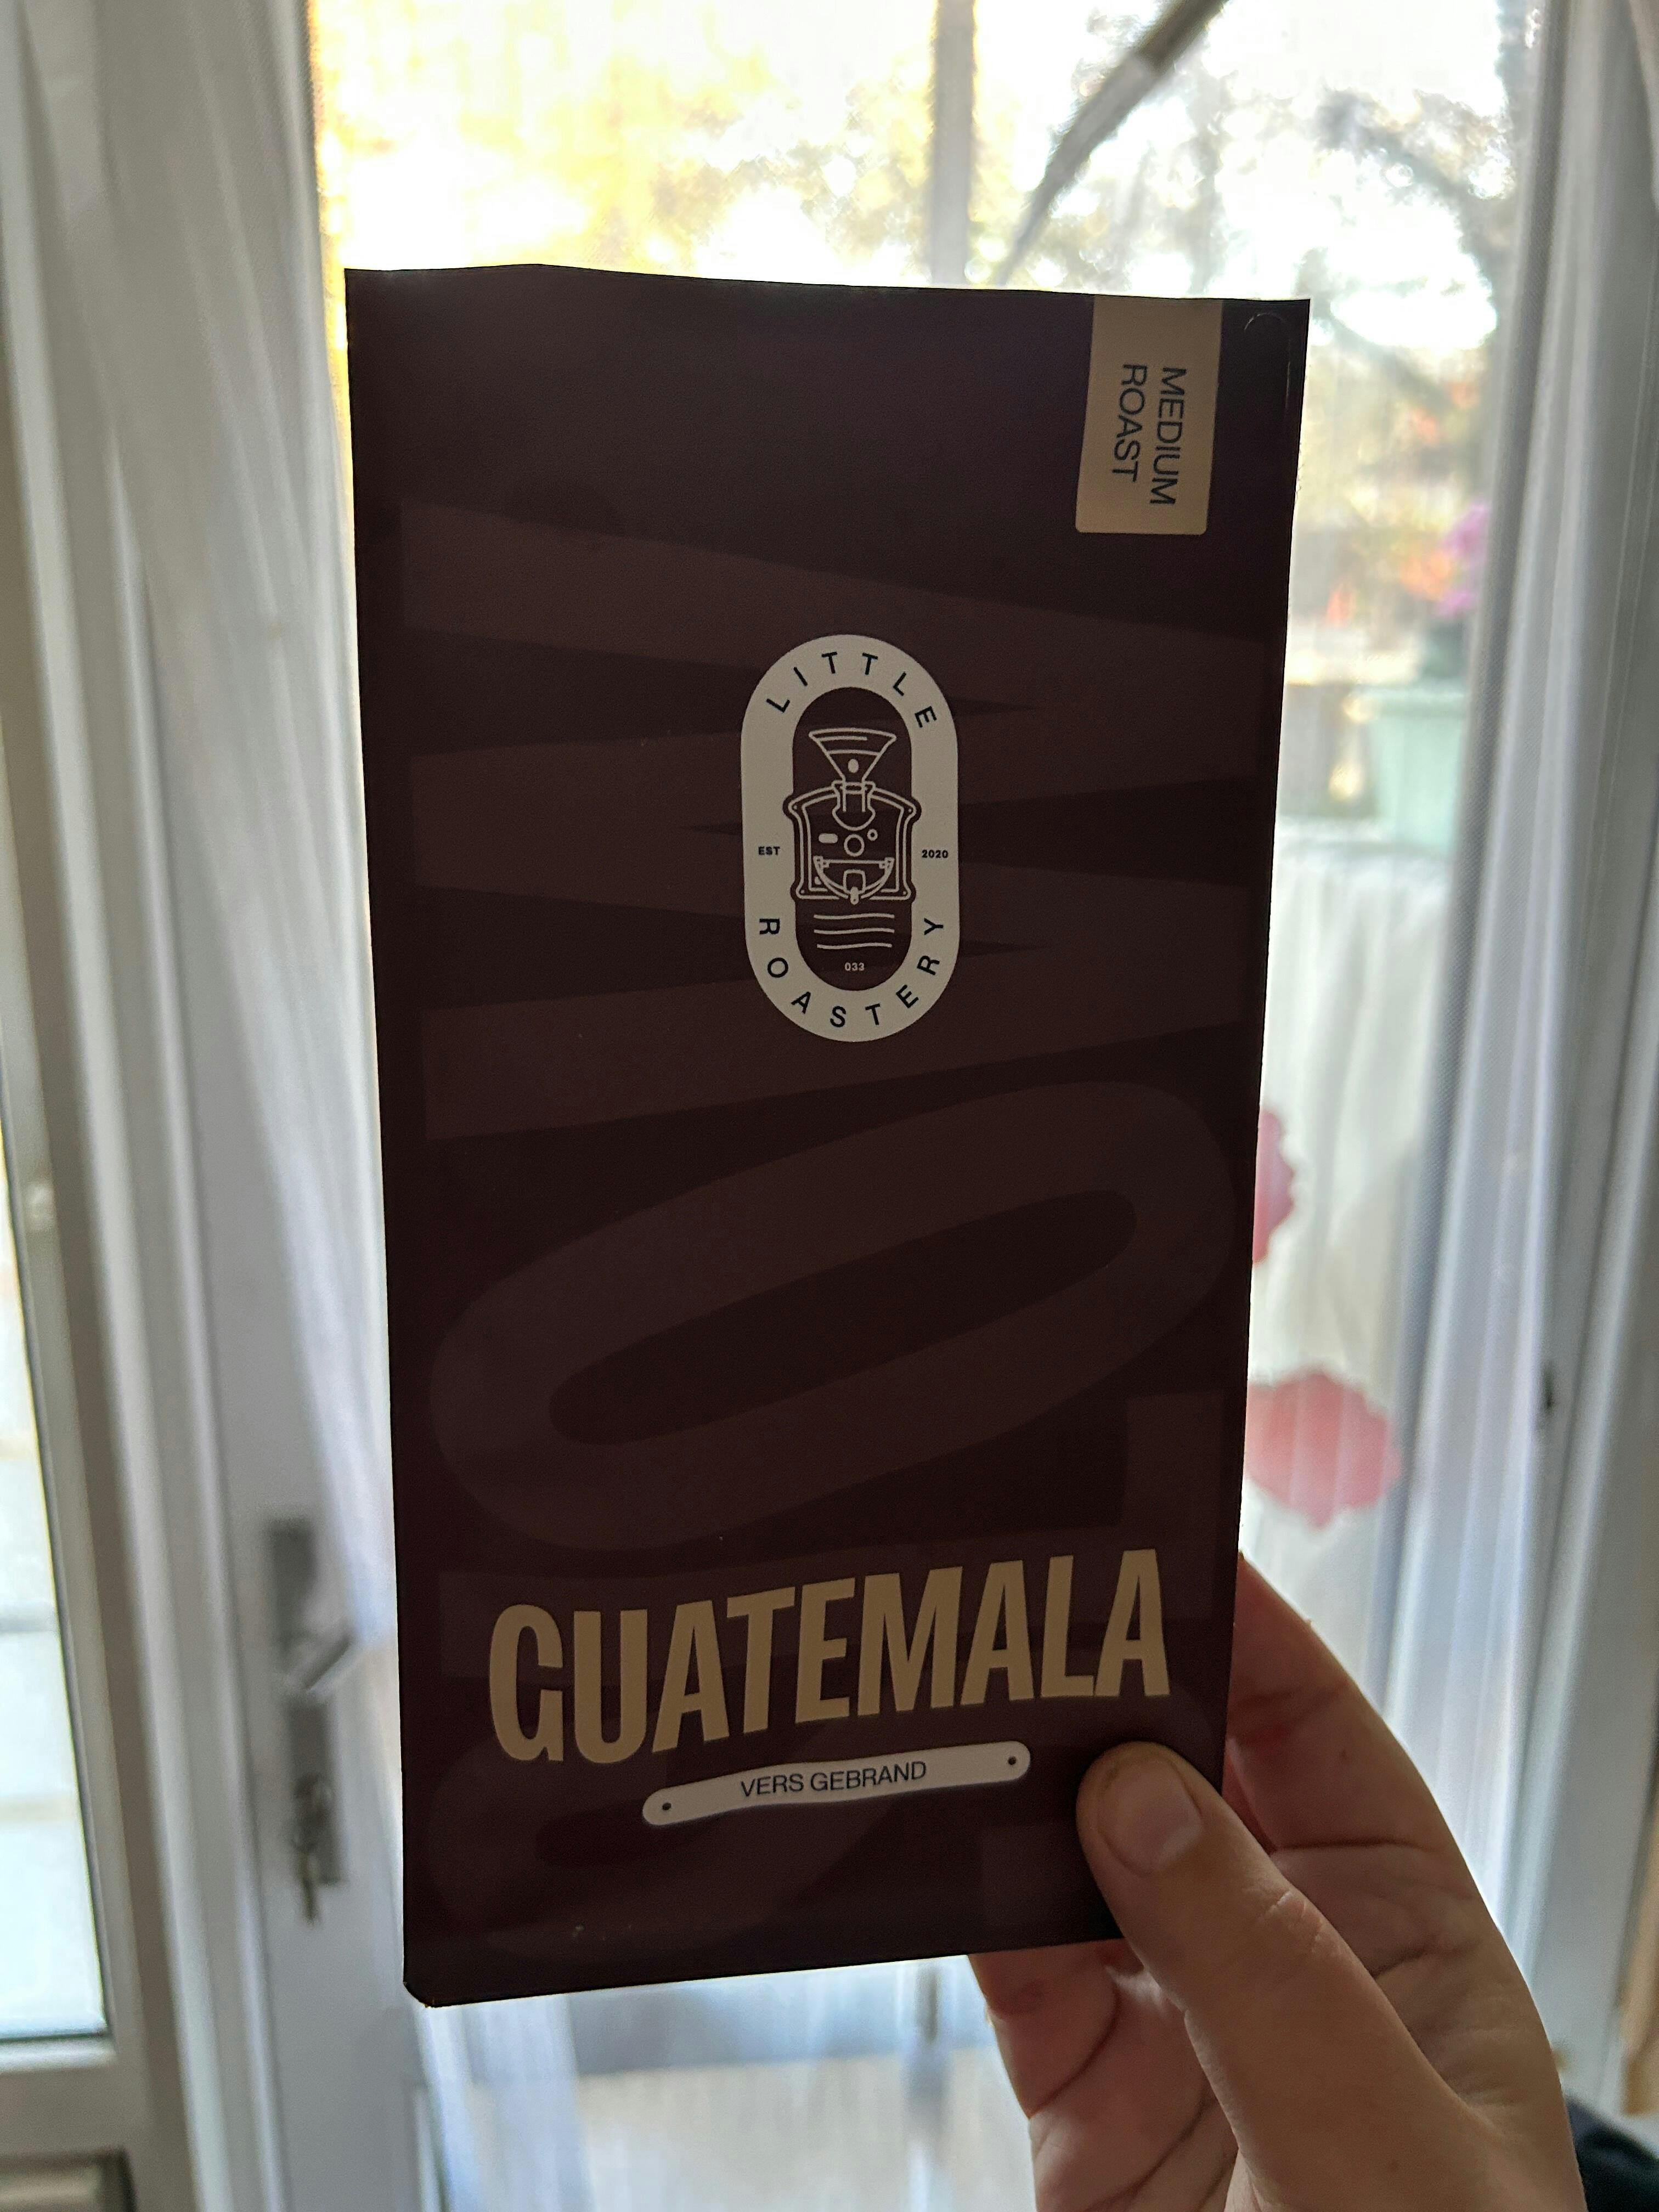 MEDIUM
ROAST
LITTLE
EST 2020
033
ROASTERY
GUATEMALA
VERS GEBRAND